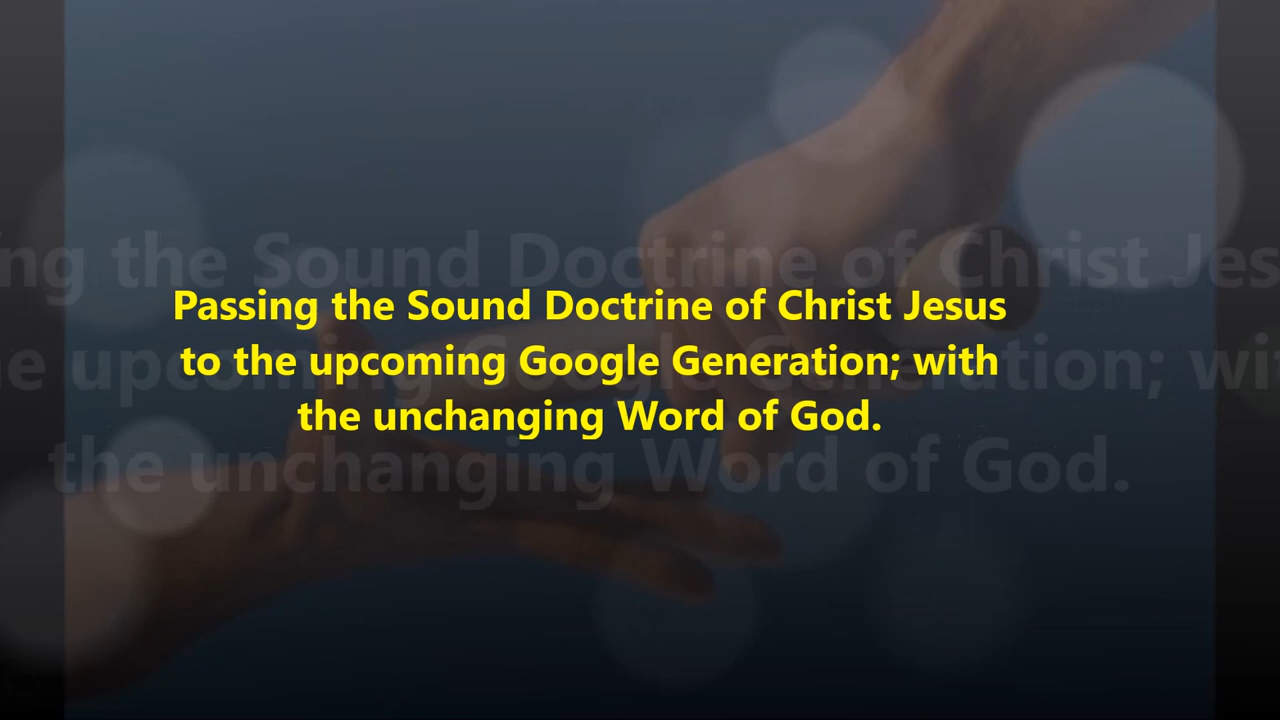 Passing the Sound Doctrine of Christ Jesus
to the upcoming Google Generation; with
the unchanging Word of God.